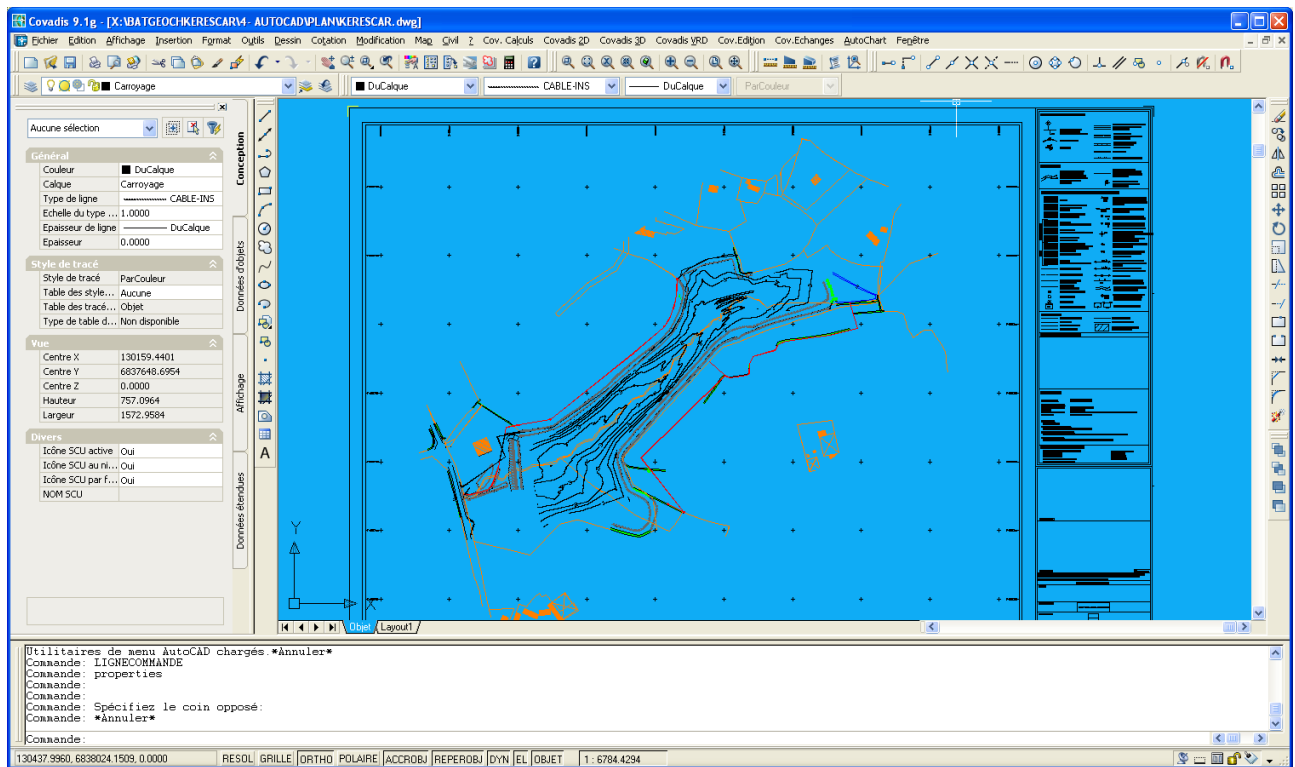 Covadis 9.1g - [X:\BATGEOCHKERESCAR\4- AUTOCAD\PLAN\KERESCAR.dwg]
Fichier Edition Affichage Insertion Format Outils Dessin Cotation Modification Map Civil ? Cov. Calculs Covadis 2D Covadis 3D Covadis VRD Cov.Edition Cov.Echanges AutoChart Fenêtre
Carroyage DuCalque CABLE-INS DuCalque ParCouleur
Aucune sélection
Conception
Données d'objets
Affichage
Données étendues
Général
Couleur DuCalque
Calque Carroyage
Type de ligne CABLE-INS
Echelle du type ... 1.0000
Epaisseur de ligne DuCalque
Epaisseur 0.0000
Style de tracé
Style de tracé ParCouleur
Table des style... Aucune
Table des tracé... Objet
Type de table d... Non disponible
Vue
Centre X 130159.4401
Centre Y 6837648.6954
Centre Z 0.0000
Hauteur 757.0964
Largeur 1572.9584
Divers
Icône SCU active Oui
Icône SCU au ni... Oui
Icône SCU par f... Oui
NOM SCU
A
Y
X
Objet Layout1
Utilitaires de menu AutoCAD chargés.*Annuler*
Commande: LIGNECOMMANDE
Commande: properties
Commande:
Commande:
Commande: Spécifiez le coin opposé:
Commande: *Annuler*
Commande:
130437.9960, 6838024.1509, 0.0000 RESOL GRILLE ORTHO POLAIRE ACCROBJ REPEROBJ DYN EL OBJET 1 : 6784.4294